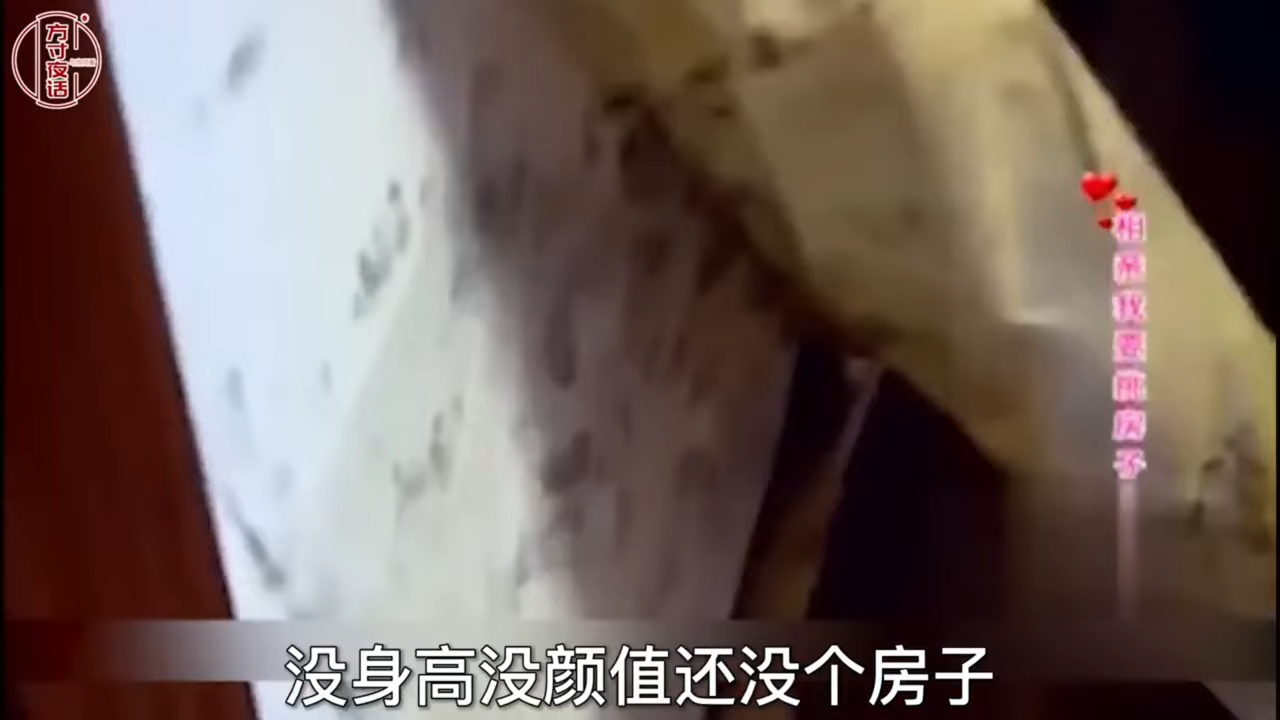 方寸夜话
相亲我要挑房子
没身高没颜值还没个房子